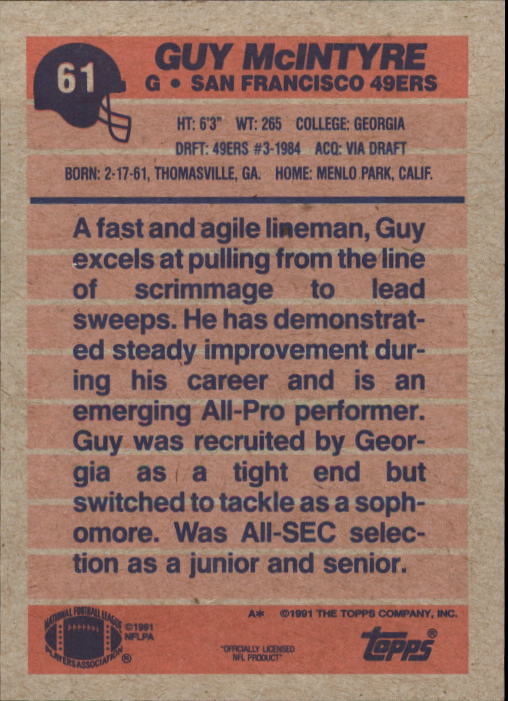 61
GUY McINTYRE
G • SAN FRANCISCO 49ERS
HT: 6'3" WT: 265 COLLEGE: GEORGIA
DRFT: 49ERS #3-1984 ACQ: VIA DRAFT
BORN: 2-17-61, THOMASVILLE, GA. HOME: MENLO PARK, CALIF.
A fast and agile lineman, Guy
excels at pulling from the line
of scrimmage to lead
sweeps. He has demonstrat-
ed steady improvement dur-
ing his career and is an
emerging All-Pro performer.
Guy was recruited by Geor-
gia as a tight end but
switched to tackle as a soph-
omore. Was All-SEC selec-
tion as a junior and senior.
A* ©1991 THE TOPPS COMPANY, INC.
NATIONAL FOOTBALL LEAGUE
PLAYERS ASSOCIATION ®
©1991
NFLPA
"OFFICIALLY LICENSED
NFL PRODUCT"
TOPPS®